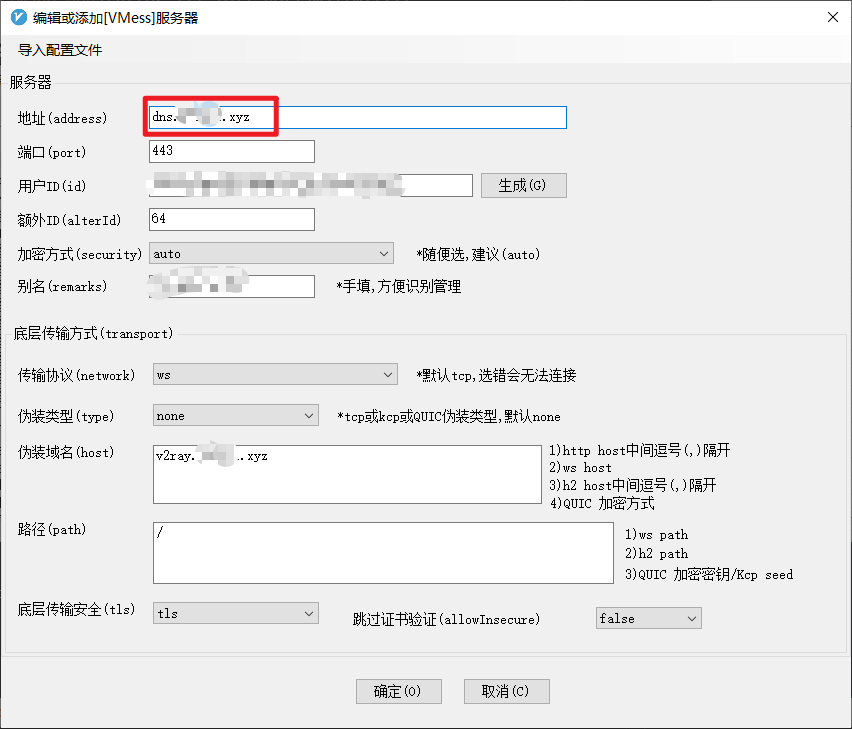 编辑或添加[VMess]服务器
导入配置文件
服务器
地址(address) dns. .xyz
端口(port) 443
用户ID(id) 生成(G)
额外ID(alterId) 64
加密方式(security) auto *随便选,建议(auto)
别名(remarks) *手填,方便识别管理
底层传输方式(transport)
传输协议(network) ws *默认tcp,选错会无法连接
伪装类型(type) none *tcp或kcp或QUIC伪装类型,默认none
伪装域名(host) v2ray. .xyz
1)http host中间逗号(,)隔开
2)ws host
3)h2 host中间逗号(,)隔开
4)QUIC 加密方式
路径(path) /
1)ws path
2)h2 path
3)QUIC 加密密钥/Kcp seed
底层传输安全(tls) tls 跳过证书验证(allowInsecure) false
确定(O) 取消(C)